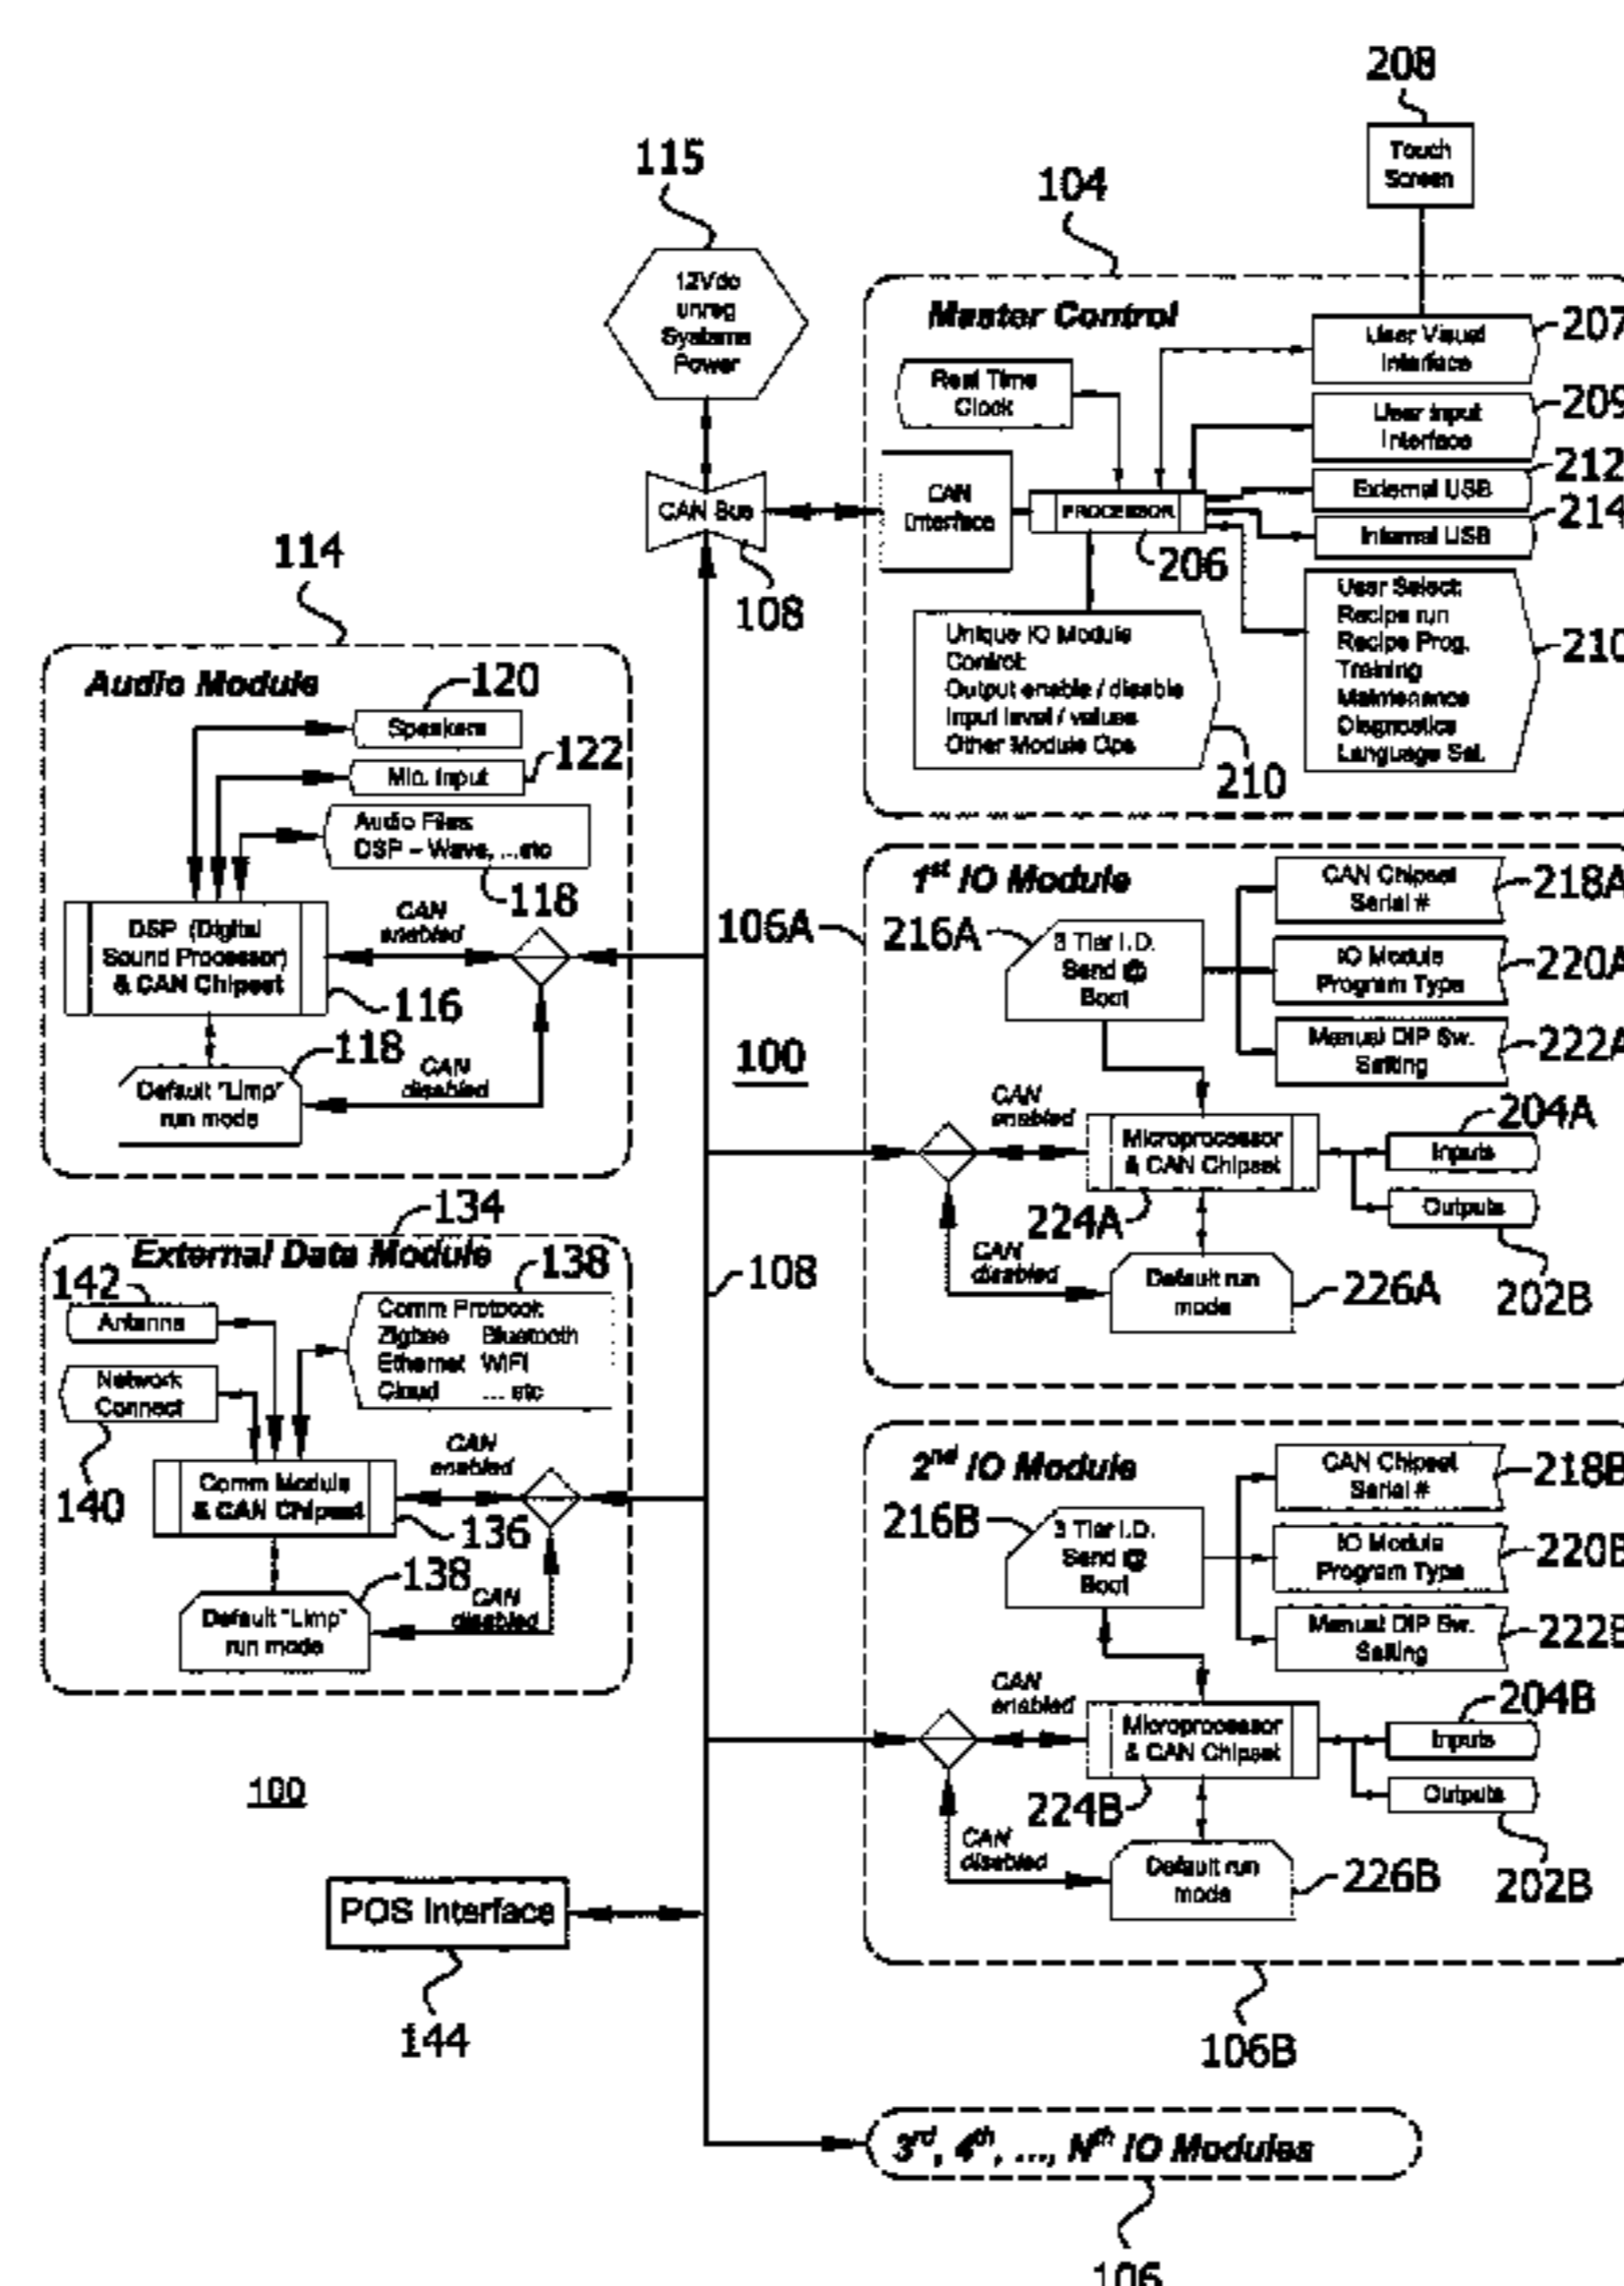 208
Touch
Screen
115
104
12Vdc
unreg
Systems
Power
Master Control
User Visual
Interface
207
Real Time
Clock
User Input
Interface
209
212
External USB
CAN Bus
CAN
Interface
PROCESSOR
214
Internal USB
206
108
114
User Select:
Recipe run
Recipe Prog.
Training
Maintenance
Diagnostics
Language Sel.
210
Unique IO Module
Control:
Output enable / disable
Input level / values
Other Module Ops
210
Audio Module
120
Speakers
122
Mic. Input
Audio Files
DSP – Wave, ...etc
118
DSP (Digital
Sound Processor)
& CAN Chipset
CAN
enabled
116
118
Default "Limp"
run mode
CAN
disabled
100
1st IO Module
106A
216A
3 Tier I.D.
Send @
Boot
CAN Chipset
Serial #
218A
IO Module
Program Type
220A
Manual DIP Sw.
Setting
222A
CAN
enabled
Microprocessor
& CAN Chipset
204A
Inputs
Outputs
224A
202B
CAN
disabled
Default run
mode
226A
134
External Data Module
142
138
Antenna
Comm Protocol:
Zigbee Bluetooth
Ethernet WIFI
Cloud ... etc
108
Network
Connect
140
CAN
enabled
Comm Module
& CAN Chipset
136
138
Default "Limp"
run mode
CAN
disabled
2nd IO Module
216B
3 Tier I.D.
Send @
Boot
CAN Chipset
Serial #
218B
IO Module
Program Type
220B
Manual DIP Sw.
Setting
222B
CAN
enabled
Microprocessor
& CAN Chipset
204B
Inputs
Outputs
224B
202B
CAN
disabled
Default run
mode
226B
100
POS Interface
144
106B
3rd, 4th, ..., Nth IO Modules
106